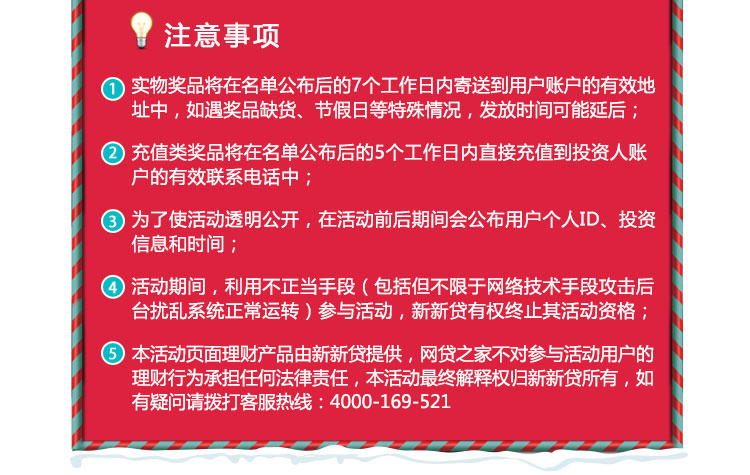 注意事项
1 实物奖品将在名单公布后的7个工作日内寄送到用户账户的有效地
址中，如遇奖品缺货、节假日等特殊情况，发放时间可能延后；
2 充值类奖品将在名单公布后的5个工作日内直接充值到投资人账
户的有效联系电话中；
3 为了使活动透明公开，在活动前后期间会公布用户个人ID、投资
信息和时间；
4 活动期间，利用不正当手段（包括但不限于网络技术手段攻击后
台扰乱系统正常运转）参与活动，新新贷有权终止其活动资格；
5 本活动页面理财产品由新新贷提供，网贷之家不对参与活动用户的
理财行为承担任何法律责任，本活动最终解释权归新新贷所有，如
有疑问请拨打客服热线：4000-169-521